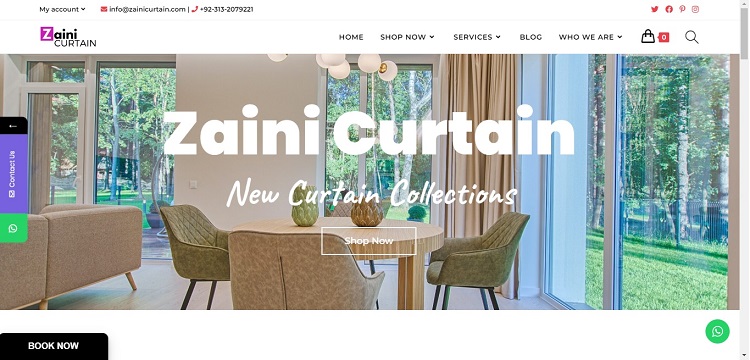 My account
info@zainicurtain.com | +92-313-2079221
Zaini
CURTAIN
HOME SHOP NOW SERVICES BLOG WHO WE ARE 0
Zaini Curtain
New Curtain Collections
Shop Now
Contact Us
BOOK NOW